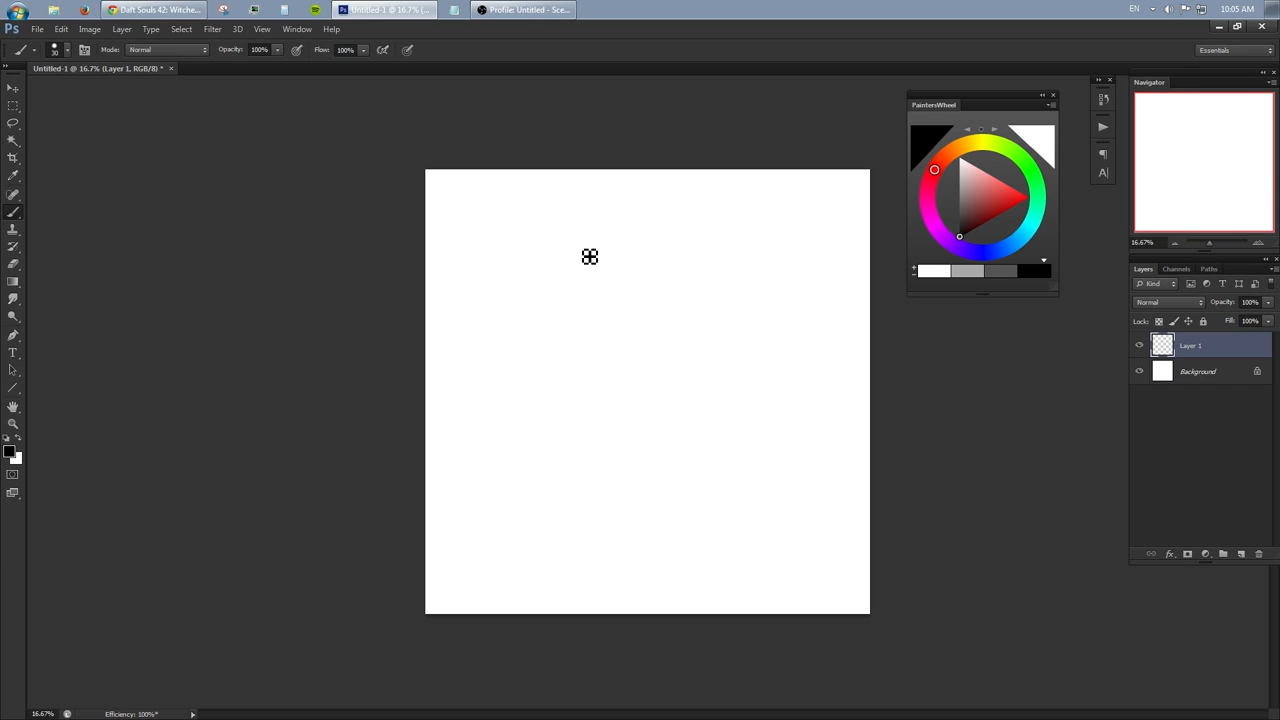 Daft Souls 42: Witche...
Untitled-1 @ 16.7% (...
Profile: Untitled - Sce...
EN
10:05 AM
Ps
File Edit Image Layer Type Select Filter 3D View Window Help
30
Mode: Normal
Opacity: 100%
Flow: 100%
Essentials
Untitled-1 @ 16.7% (Layer 1, RGB/8) *
PaintersWheel
Navigator
16.67%
Layers Channels Paths
Kind
Normal
Opacity: 100%
Lock:
Fill: 100%
Layer 1
Background
16.67%
Efficiency: 100%*